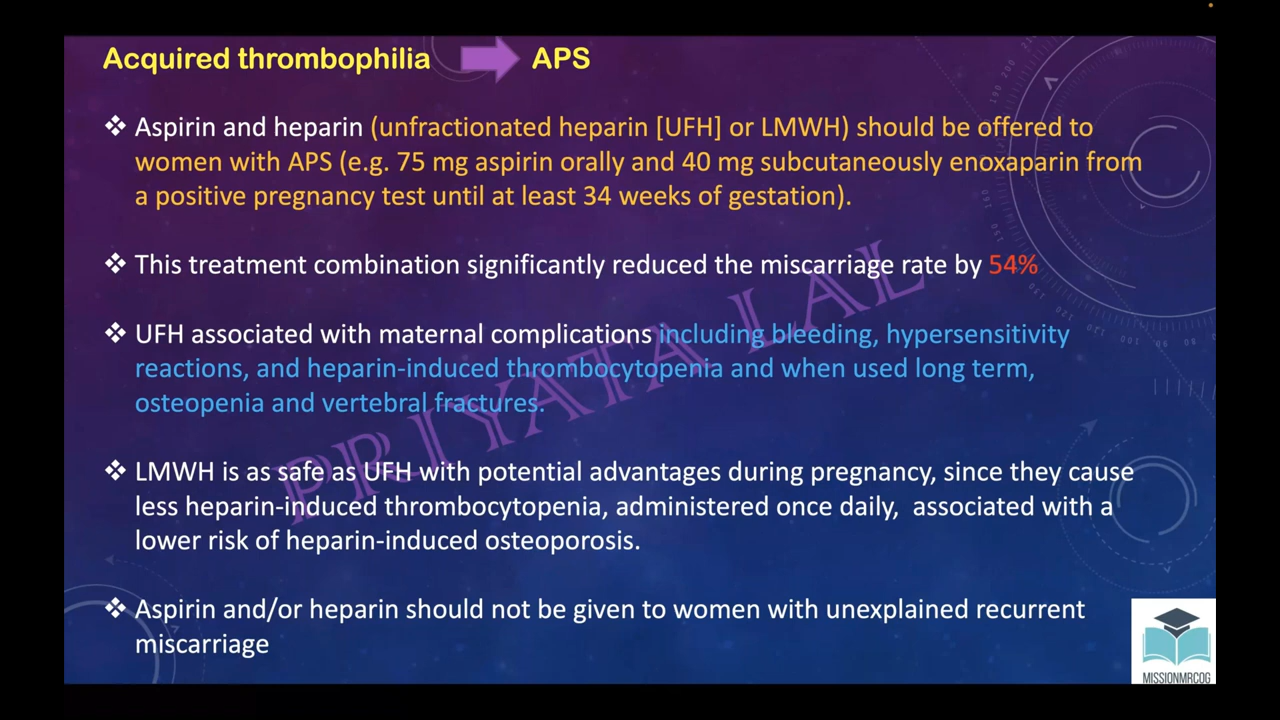 Acquired thrombophilia APS
❖ Aspirin and heparin (unfractionated heparin [UFH] or LMWH) should be offered to
women with APS (e.g. 75 mg aspirin orally and 40 mg subcutaneously enoxaparin from
a positive pregnancy test until at least 34 weeks of gestation).
❖ This treatment combination significantly reduced the miscarriage rate by 54%
❖ UFH associated with maternal complications including bleeding, hypersensitivity
reactions, and heparin-induced thrombocytopenia and when used long term,
osteopenia and vertebral fractures.
❖ LMWH is as safe as UFH with potential advantages during pregnancy, since they cause
less heparin-induced thrombocytopenia, administered once daily, associated with a
lower risk of heparin-induced osteoporosis.
❖ Aspirin and/or heparin should not be given to women with unexplained recurrent
miscarriage
PRIYATA LAL
MISSIONMRCOG